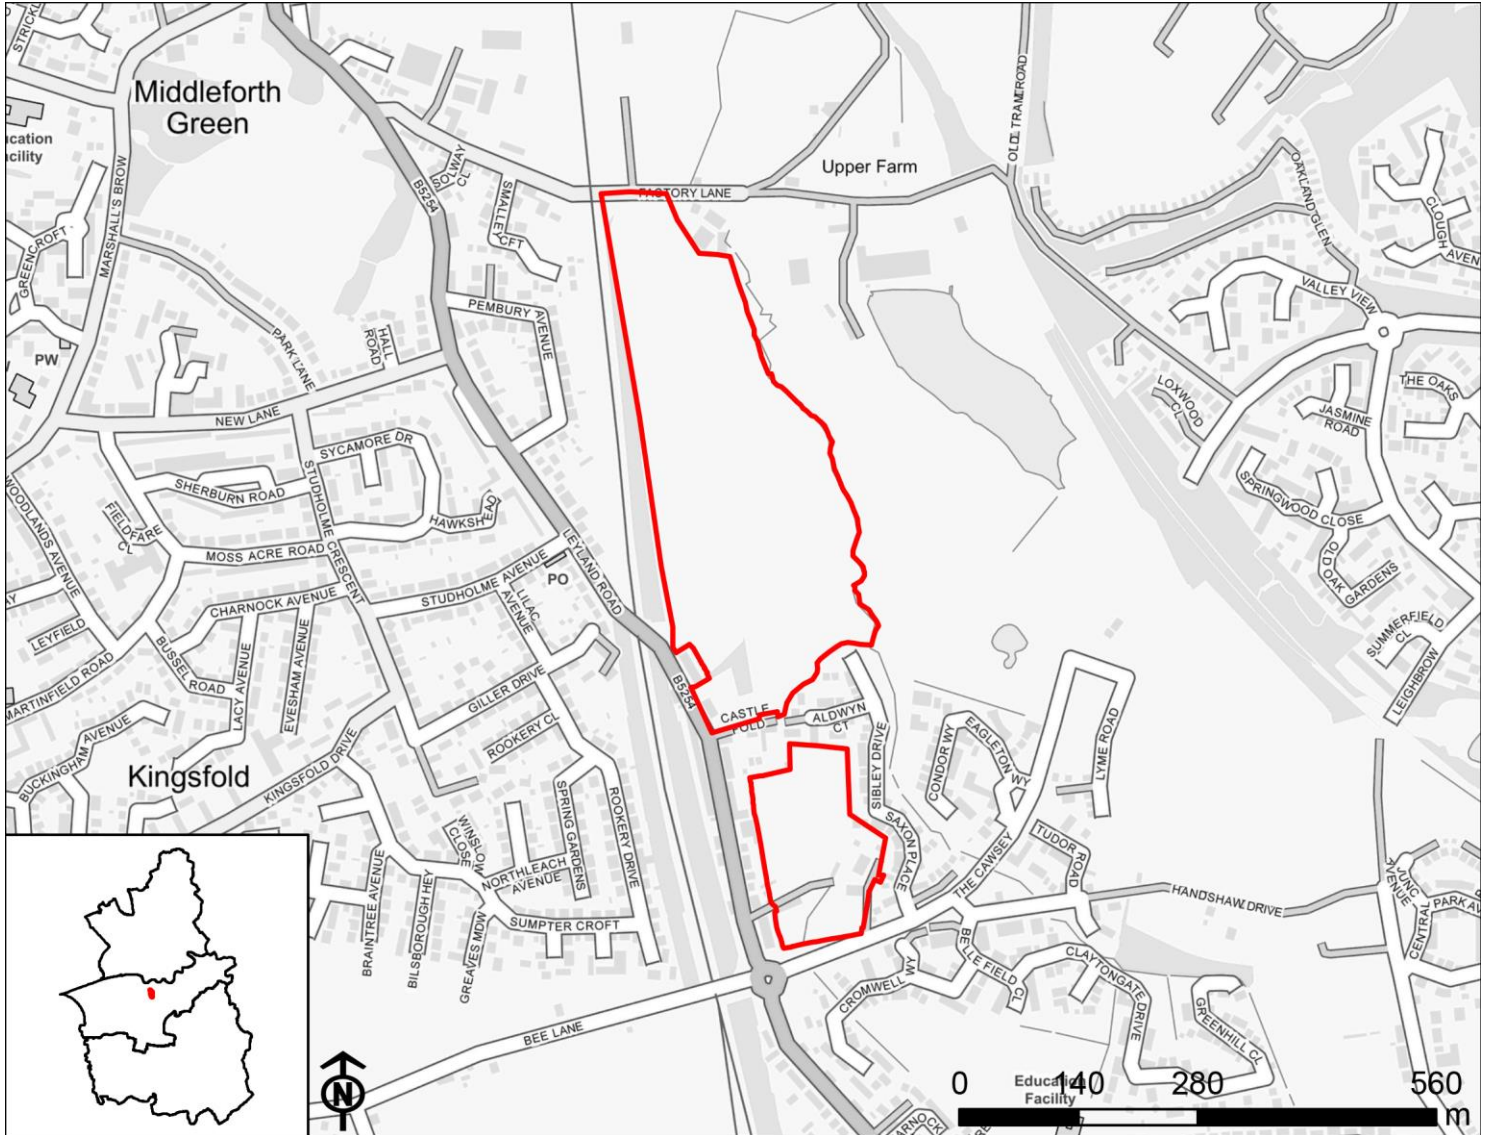 STRICKL
Middleforth
Green
cation
acility
MARSHALL'S BROW
GREENCROFT
PW
B5254
SOLWAY
CL
SMALLEY
CFT
FACTORY LANE
Upper Farm
OLD TRAM ROAD
OAKLAND GLEN
CLOUGH
AVEN
VALLEY VIEW
PEMBURY
AVENUE
HALL
ROAD
PARK LANE
NEW LANE
SYCAMORE DR
SHERBURN ROAD
STUDHOLME CRESCENT
HAWKSHEAD
WOODLANDS AVENUE
FIELDFARE
CL
MOSS ACRE ROAD
LOXWOOD
CL
THE OAKS
JASMINE
ROAD
SPRINGWOOD CLOSE
OLD OAK
GARDENS
SUMMERFIELD
CL
LEIGHBROW
LEYLAND ROAD
PO
STUDHOLME AVENUE
LILAC
AVENUE
CHARNOCK AVENUE
AY
LEYFIELD
BUSSEL
ROAD
LACY AVENUE
EVESHAM AVENUE
MARTINFIELD ROAD
GILLER DRIVE
ROOKERY CL
B5254
CASTLE
FOLD
ALDWYN
CT
SIBLEY DRIVE
CONDOR WY
EAGLETON WY
LYME ROAD
BUCKINGHAM AVENUE
Kingsfold
KINGSFOLD DRIVE
SPRING GARDENS
ROOKERY DRIVE
WINSLOW
CLOSE
NORTHLEACH
AVENUE
BRAINTREE AVENUE
BILSBOROUGH HEY
GREAVES MDW
SUMPTER CROFT
SAXON PLACE
THE CAWSEY
TUDOR ROAD
HANDSHAW DRIVE
AVENUE
CENTRAL
PARK AV
BELLE FIELD CL
CLAYTONGATE DRIVE
GREENHILL CL
CROMWELL
WY
BEE LANE
N
Education
Facility
0 140 280 560
m